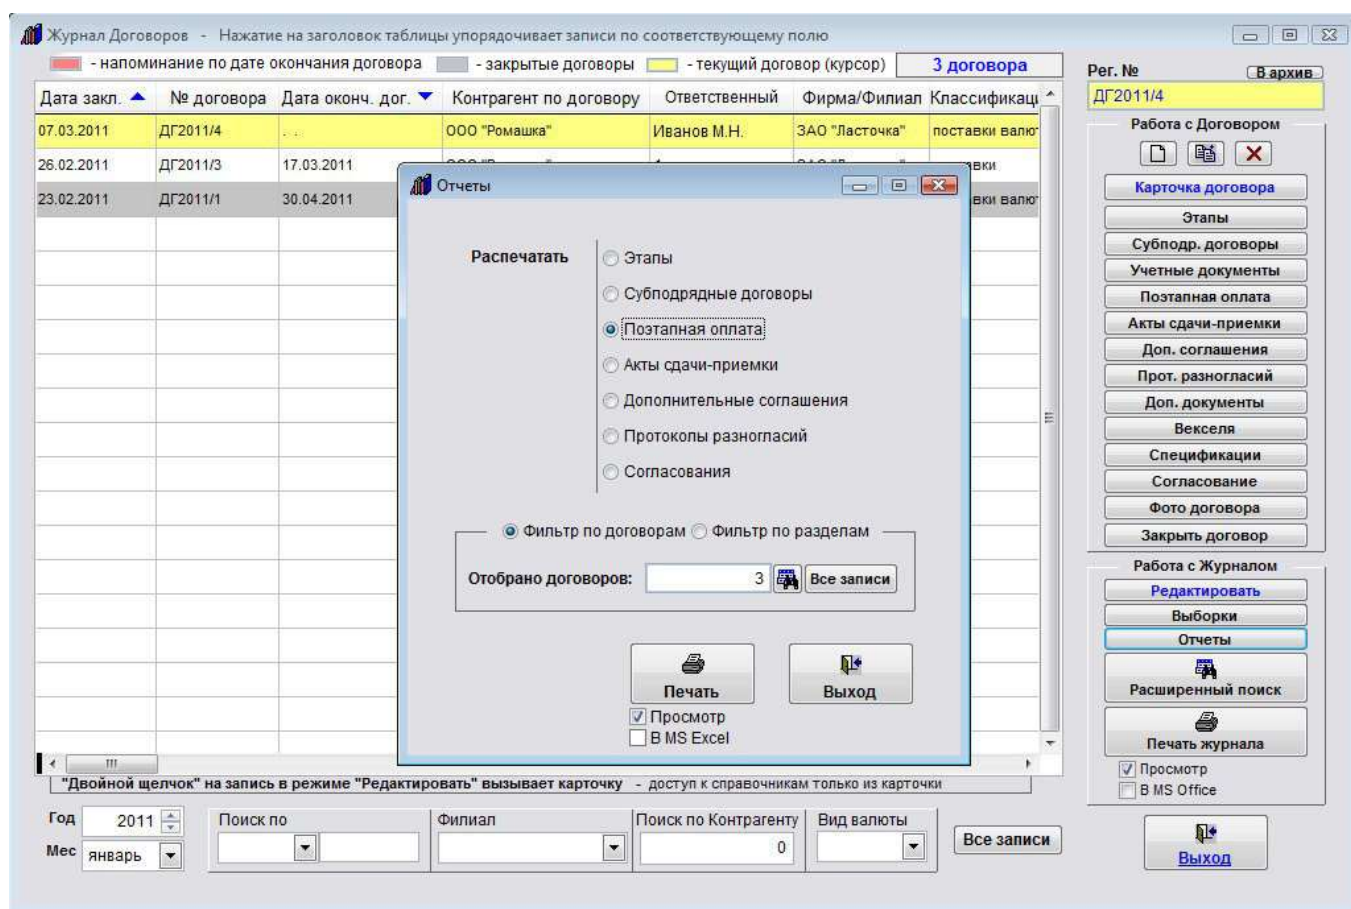 Журнал Договоров - Нажатие на заголовок таблицы упорядочивает записи по соответствующему полю
- напоминание по дате окончания договора - закрытые договоры - текущий договор (курсор) 3 договора
Рег. № В архив
Дата закл. № договора Дата оконч. дог. Контрагент по договору Ответственный Фирма/Филиал Классификаци
ДГ2011/4
07.03.2011 ДГ2011/4 . . ООО "Ромашка" Иванов М.Н. ЗАО "Ласточка" поставки валют
26.02.2011 ДГ2011/3 17.03.2011
23.02.2011 ДГ2011/1 30.04.2011
Отчеты
Распечатать
Этапы
Субподрядные договоры
Поэтапная оплата
Акты сдачи-приемки
Дополнительные соглашения
Протоколы разногласий
Согласования
Фильтр по договорам Фильтр по разделам
Отобрано договоров: 3 Все записи
Печать Выход
Просмотр
В MS Excel
Работа с Договором
Карточка договора
Этапы
Субподр. договоры
Учетные документы
Поэтапная оплата
Акты сдачи-приемки
Доп. соглашения
Прот. разногласий
Доп. документы
Векселя
Спецификации
Согласование
Фото договора
Закрыть договор
Работа с Журналом
Редактировать
Выборки
Отчеты
Расширенный поиск
Печать журнала
Просмотр
В MS Office
Выход
"Двойной щелчок" на запись в режиме "Редактировать" вызывает карточку - доступ к справочникам только из карточки
Год 2011 Поиск по Филиал Поиск по Контрагенту Вид валюты
Мес январь 0 Все записи